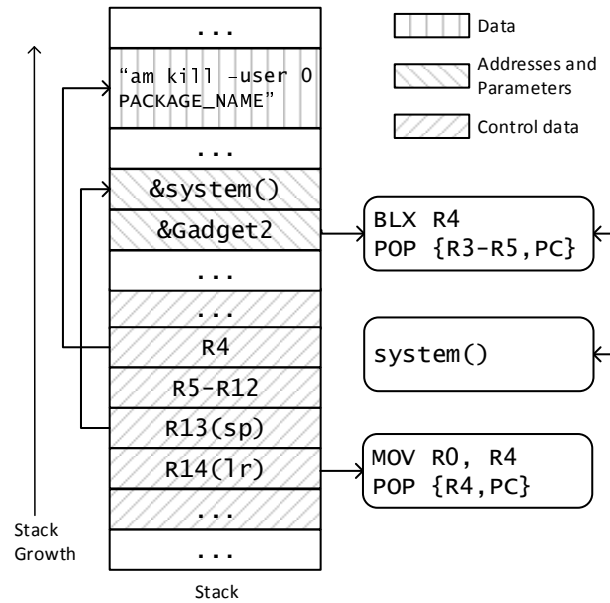 ...
“am kill –user 0
PACKAGE_NAME”
...
&system()
&Gadget2
...
...
R4
R5–R12
R13(sp)
R14(lr)
...
...
Stack
Stack
Growth
Data
Addresses and
Parameters
Control data
BLX R4
POP {R3–R5,PC}
system()
MOV R0, R4
POP {R4,PC}